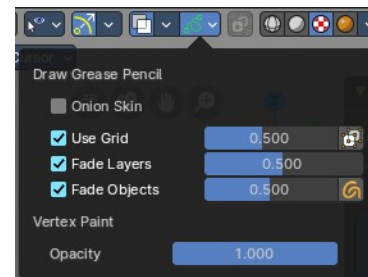 Cursor
Draw Grease Pencil
Onion Skin
Use Grid 0.500
Fade Layers 0.500
Fade Objects 0.500
Vertex Paint
Opacity 1.000